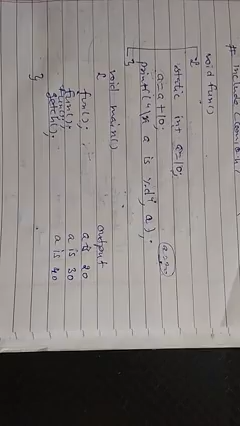 # include <conio.h>
void fun()
{
static int a=10;
a=a+10;
printf("\n a is %d", a);
}
void main()
{
fun();
fun();
fun();
getch();
}
output
a is 20
a is 30
a is 40